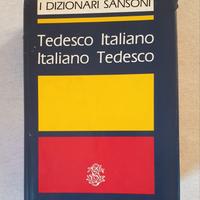 I DIZIONARI SANSONI
Tedesco Italiano
Italiano Tedesco